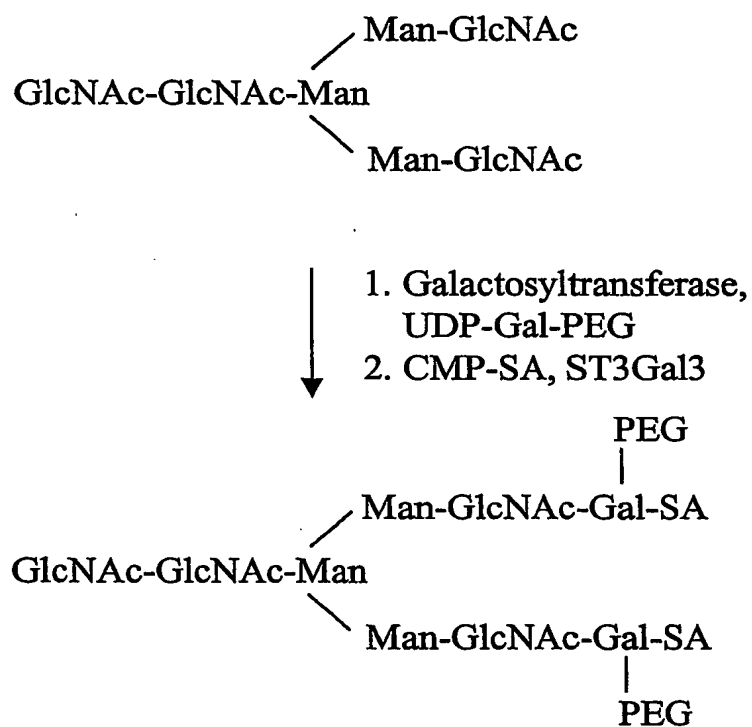 Man-GlcNAc
GlcNAc-GlcNAc-Man
Man-GlcNAc
1. Galactosyltransferase,
UDP-Gal-PEG
2. CMP-SA, ST3Gal3
PEG
Man-GlcNAc-Gal-SA
GlcNAc-GlcNAc-Man
Man-GlcNAc-Gal-SA
PEG